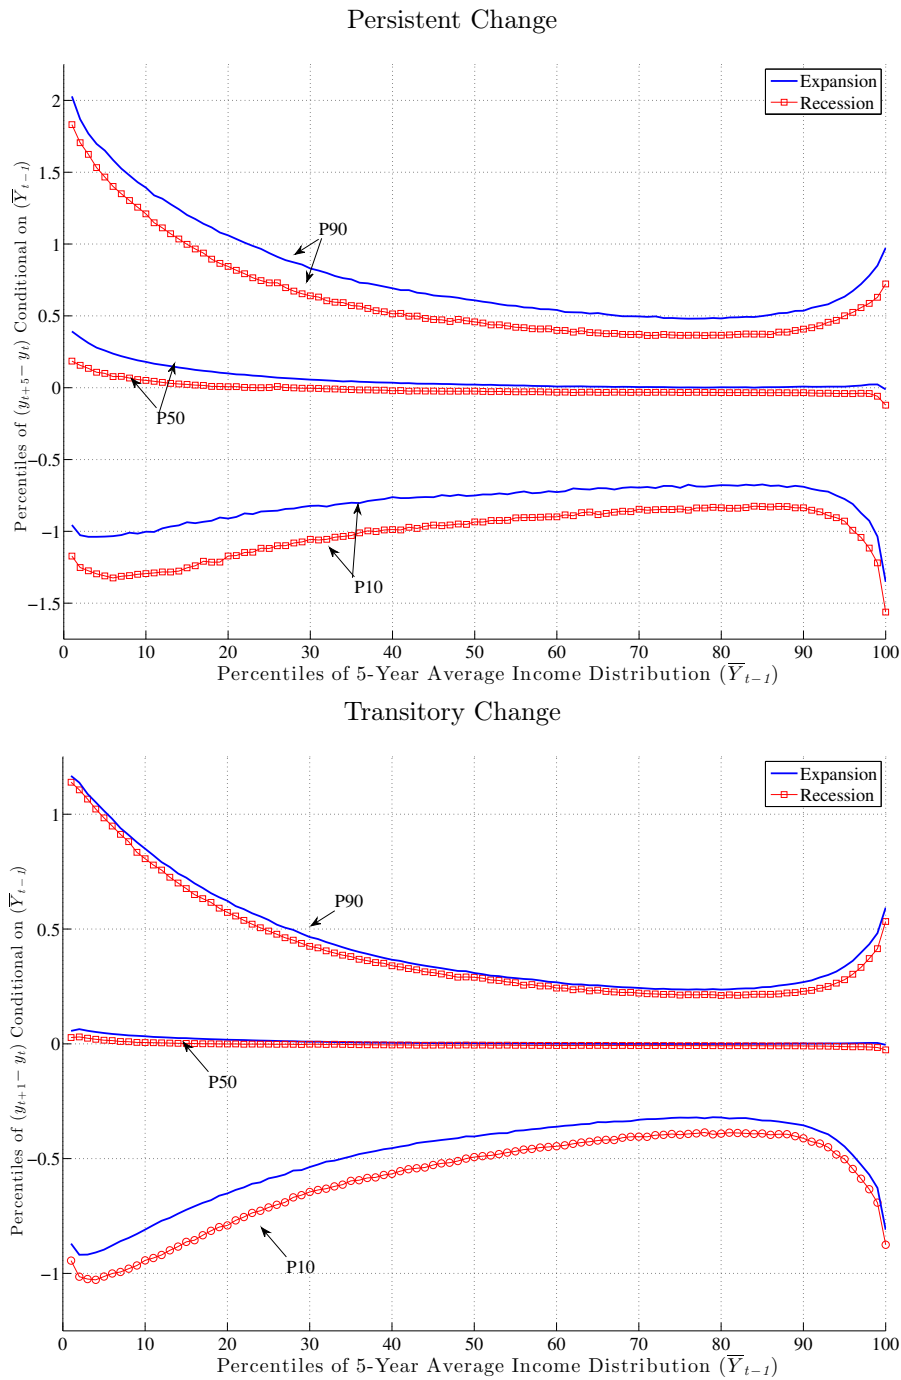 Persistent Change
Percentiles of (y_{t+5} − y_t) Conditional on (Ȳ_{t−1})
2
1.5
1
0.5
0
−0.5
−1
−1.5
Expansion
Recession
P90
P50
P10
0 10 20 30 40 50 60 70 80 90 100
Percentiles of 5-Year Average Income Distribution (Ȳ_{t−1})
Transitory Change
Percentiles of (y_{t+1} − y_t) Conditional on (Ȳ_{t−1})
1
0.5
0
−0.5
−1
Expansion
Recession
P90
P50
P10
0 10 20 30 40 50 60 70 80 90 100
Percentiles of 5-Year Average Income Distribution (Ȳ_{t−1})